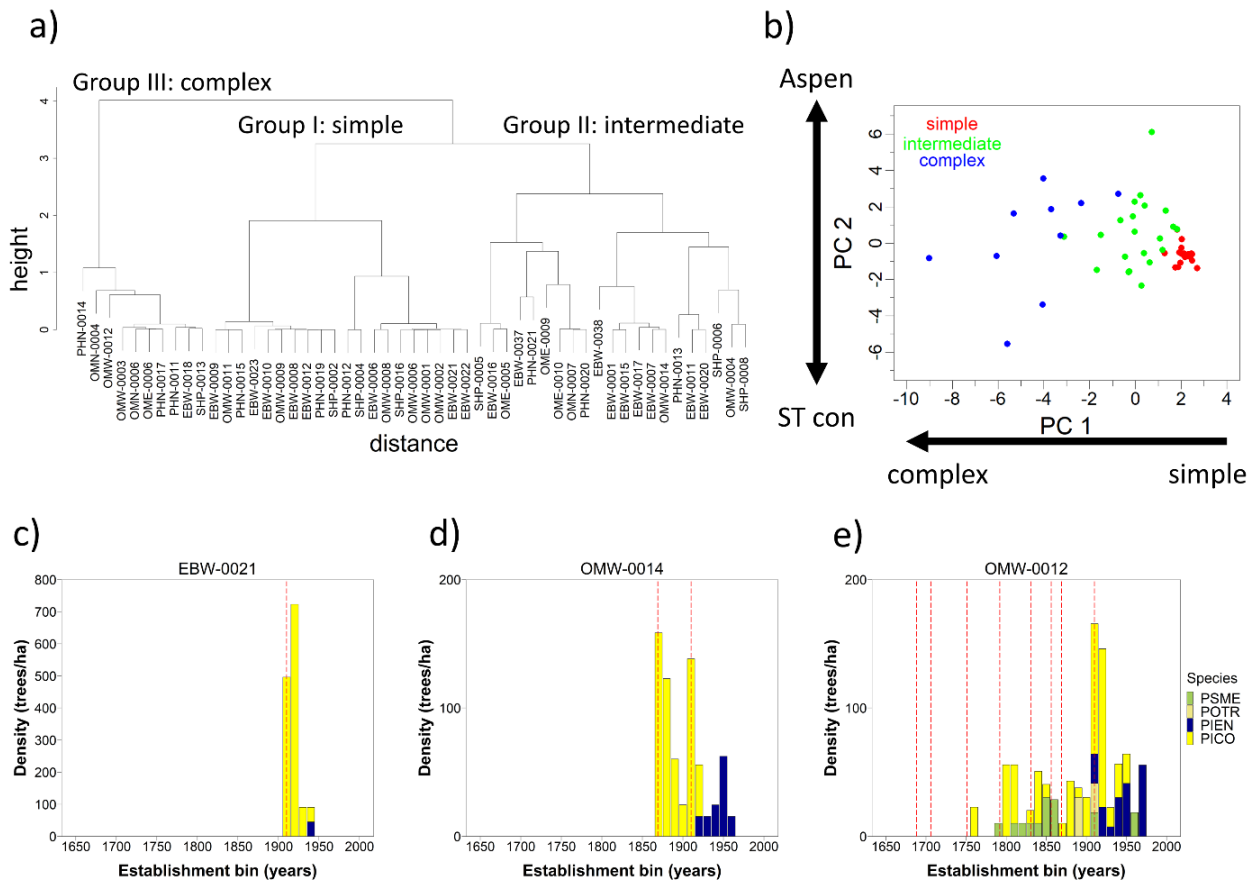 a)
b)
Group III: complex
Group I: simple
Group II: intermediate
height
4
3
2
1
0
PHN-0014
OMN-0004
OMW-0012
OMW-0003
OMN-0006
OME-0006
PHN-0017
PHN-0011
EBW-0018
SHP-0013
EBW-0009
OMW-0011
PHN-0015
EBW-0023
EBW-0010
OMW-0009
EBW-0008
EBW-0012
PHN-0019
SHP-0002
PHN-0012
SHP-0004
EBW-0006
OMW-0008
SHP-0016
OMW-0006
OMW-0001
OMW-0002
EBW-0021
EBW-0022
SHP-0005
EBW-0016
OME-0005
EBW-0037
PHN-0021
OME-0009
OME-0010
OMN-0007
PHN-0020
EBW-0038
EBW-0001
EBW-0015
EBW-0017
EBW-0007
OMW-0014
PHN-0013
EBW-0011
EBW-0020
SHP-0006
OMW-0004
SHP-0008
distance
Aspen
ST con
PC 2
6
4
2
0
-2
-4
-6
simple
intermediate
complex
-10 -8 -6 -4 -2 0 2 4
PC 1
complex simple
c)
EBW-0021
Density (trees/ha)
800
700
600
500
400
300
200
100
0
1650 1700 1750 1800 1850 1900 1950 2000
Establishment bin (years)
d)
OMW-0014
Density (trees/ha)
200
100
0
1650 1700 1750 1800 1850 1900 1950 2000
Establishment bin (years)
e)
OMW-0012
Density (trees/ha)
200
100
0
1650 1700 1750 1800 1850 1900 1950 2000
Establishment bin (years)
Species
PSME
POTR
PIEN
PICO